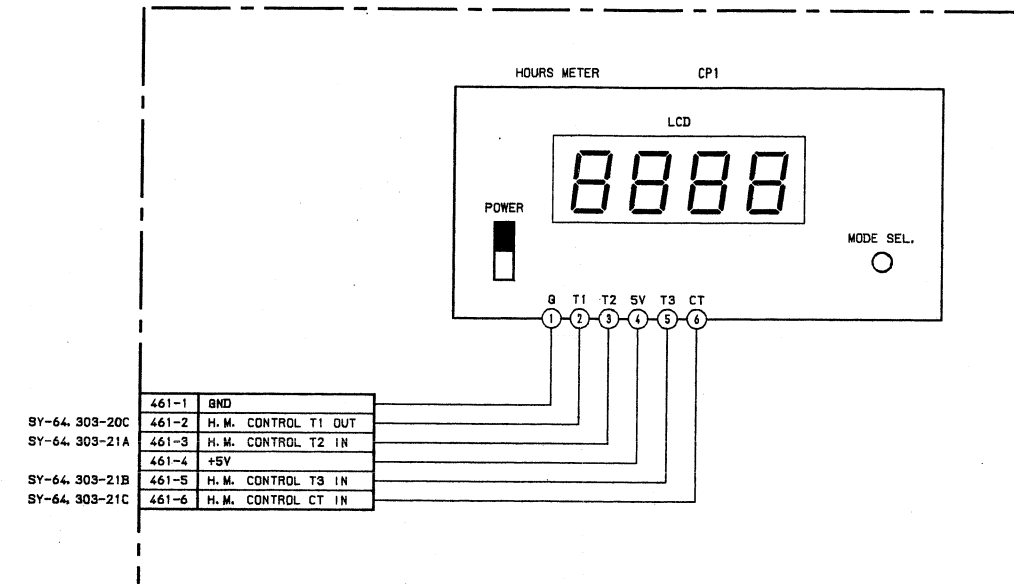 HOURS METER CP1
LCD
8888
POWER
MODE SEL.
G T1 T2 5V T3 CT
1 2 3 4 5 6
461-1 GND
SY-64.303-20C 461-2 H.M. CONTROL T1 OUT
SY-64.303-21A 461-3 H.M. CONTROL T2 IN
461-4 +5V
SY-64.303-21B 461-5 H.M. CONTROL T3 IN
SY-64.303-21C 461-6 H.M. CONTROL CT IN